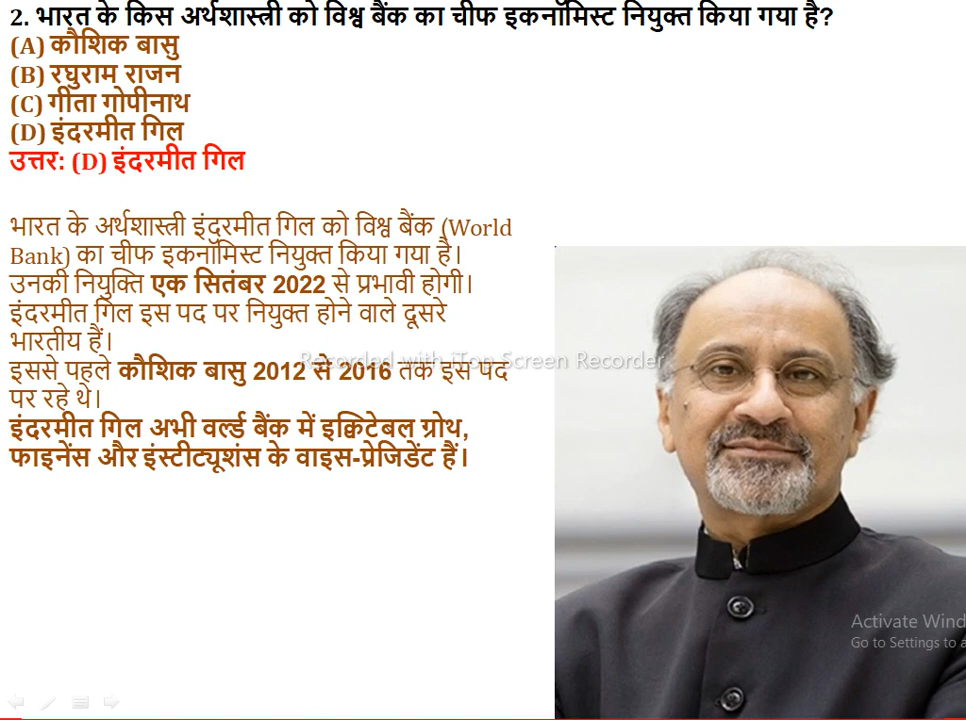 2. भारत के किस अर्थशास्त्री को विश्व बैंक का चीफ इकनॉमिस्ट नियुक्त किया गया है?
(A) कौशिक बासु
(B) रघुराम राजन
(C) गीता गोपीनाथ
(D) इंदरमीत गिल
उत्तर: (D) इंदरमीत गिल
भारत के अर्थशास्त्री इंदरमीत गिल को विश्व बैंक (World
Bank) का चीफ इकनॉमिस्ट नियुक्त किया गया है।
उनकी नियुक्ति एक सितंबर 2022 से प्रभावी होगी।
इंदरमीत गिल इस पद पर नियुक्त होने वाले दूसरे
भारतीय हैं।
Recorded with iTop Screen Recorder
इससे पहले कौशिक बासु 2012 से 2016 तक इस पद
पर रहे थे।
इंदरमीत गिल अभी वर्ल्ड बैंक में इक्विटेबल ग्रोथ,
फाइनेंस और इंस्टीट्यूशंस के वाइस-प्रेजिडेंट हैं।
Activate Wind
Go to Settings to a